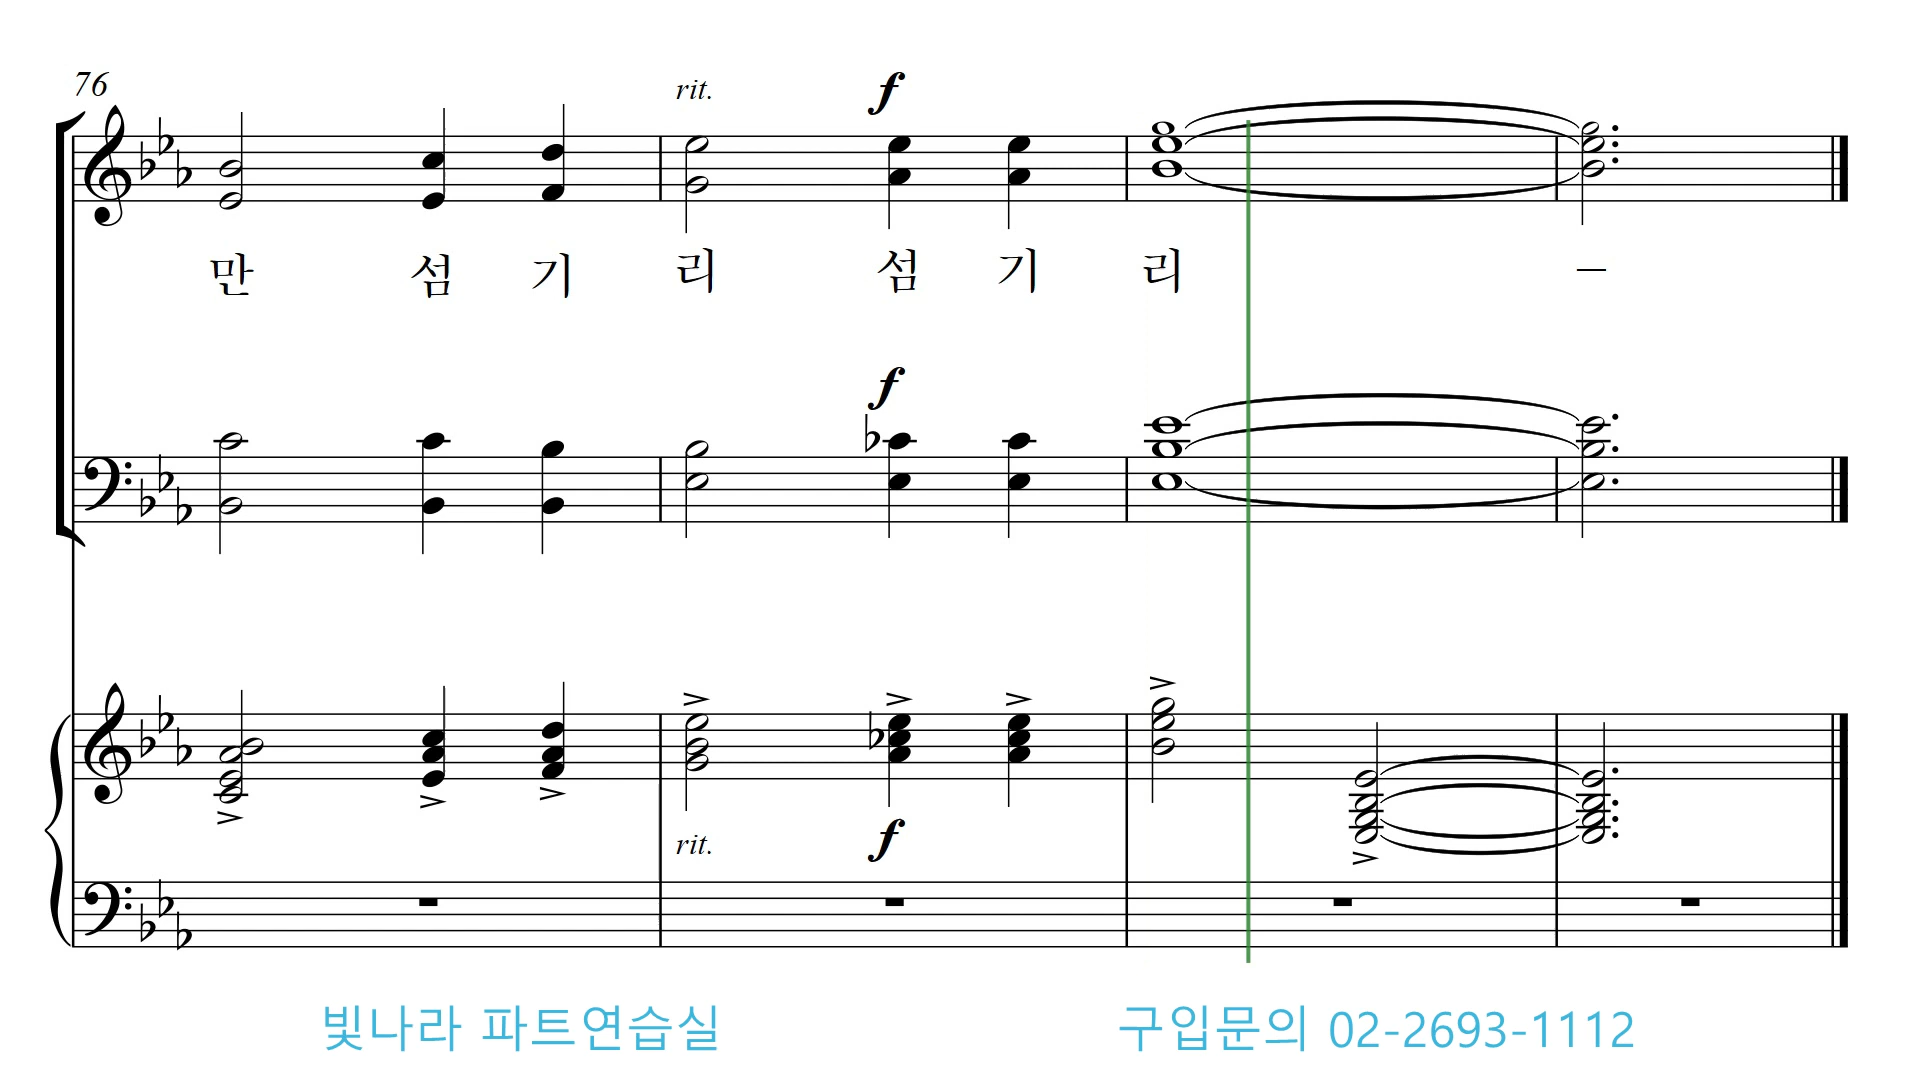 76
rit.
f
만 섬 기 리 섬 기 리 –
f
rit.
f
빛나라 파트연습실 구입문의 02-2693-1112